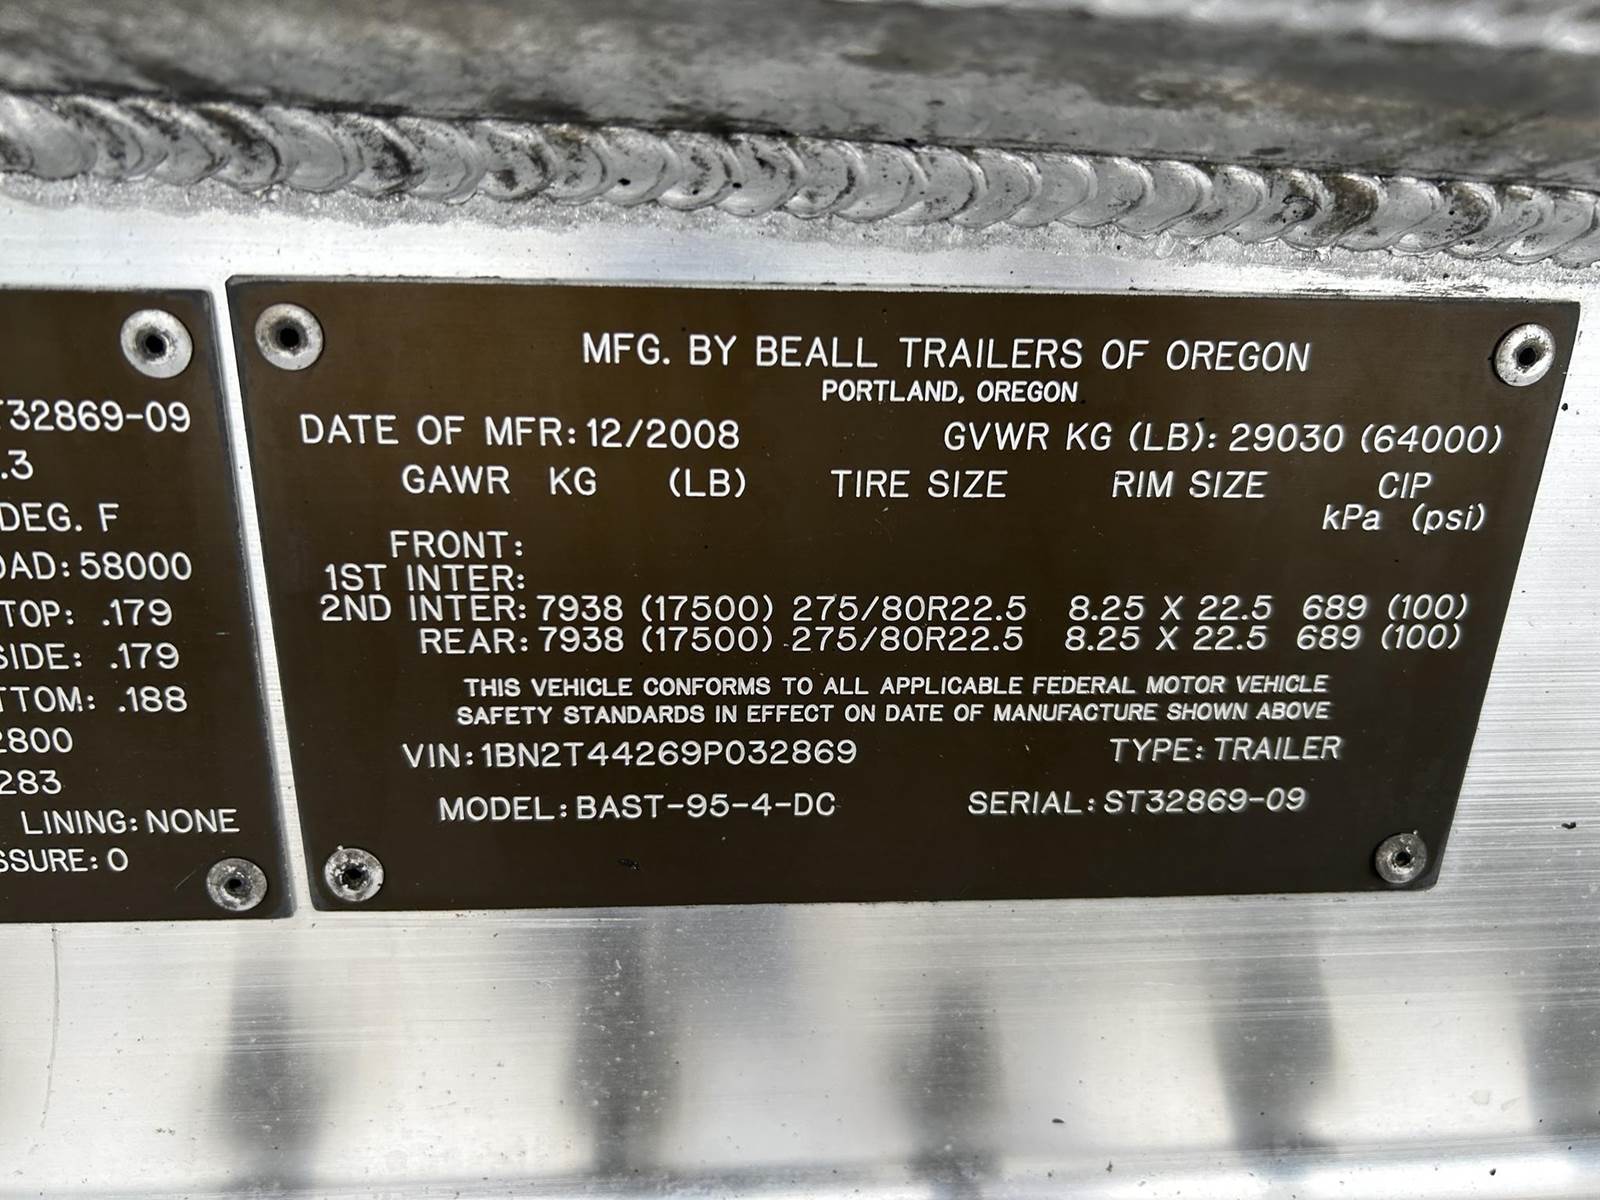 T32869-09
.3
DEG. F
OAD: 58000
TOP: .179
SIDE: .179
TTOM: .188
2800
283
LINING: NONE
SSURE: 0
MFG. BY BEALL TRAILERS OF OREGON
PORTLAND, OREGON
DATE OF MFR: 12/2008 GVWR KG (LB): 29030 (64000)
GAWR KG (LB) TIRE SIZE RIM SIZE CIP
kPa (psi)
FRONT:
1ST INTER:
2ND INTER: 7938 (17500) 275/80R22.5 8.25 X 22.5 689 (100)
REAR: 7938 (17500) 275/80R22.5 8.25 X 22.5 689 (100)
THIS VEHICLE CONFORMS TO ALL APPLICABLE FEDERAL MOTOR VEHICLE
SAFETY STANDARDS IN EFFECT ON DATE OF MANUFACTURE SHOWN ABOVE
VIN: 1BN2T44269P032869 TYPE: TRAILER
MODEL: BAST-95-4-DC SERIAL: ST32869-09